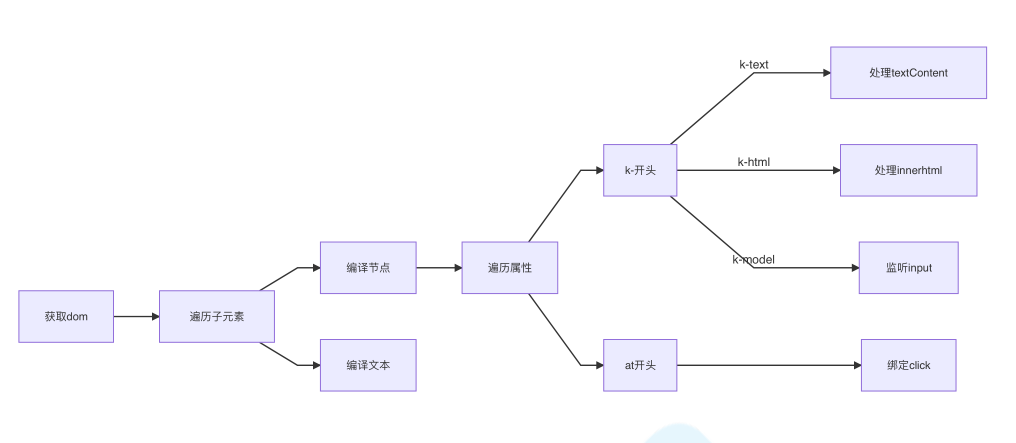 k-text
处理textContent
k-开头
k-html
处理innerhtml
编译节点
遍历属性
k-model
监听input
获取dom
遍历子元素
编译文本
at开头
绑定click